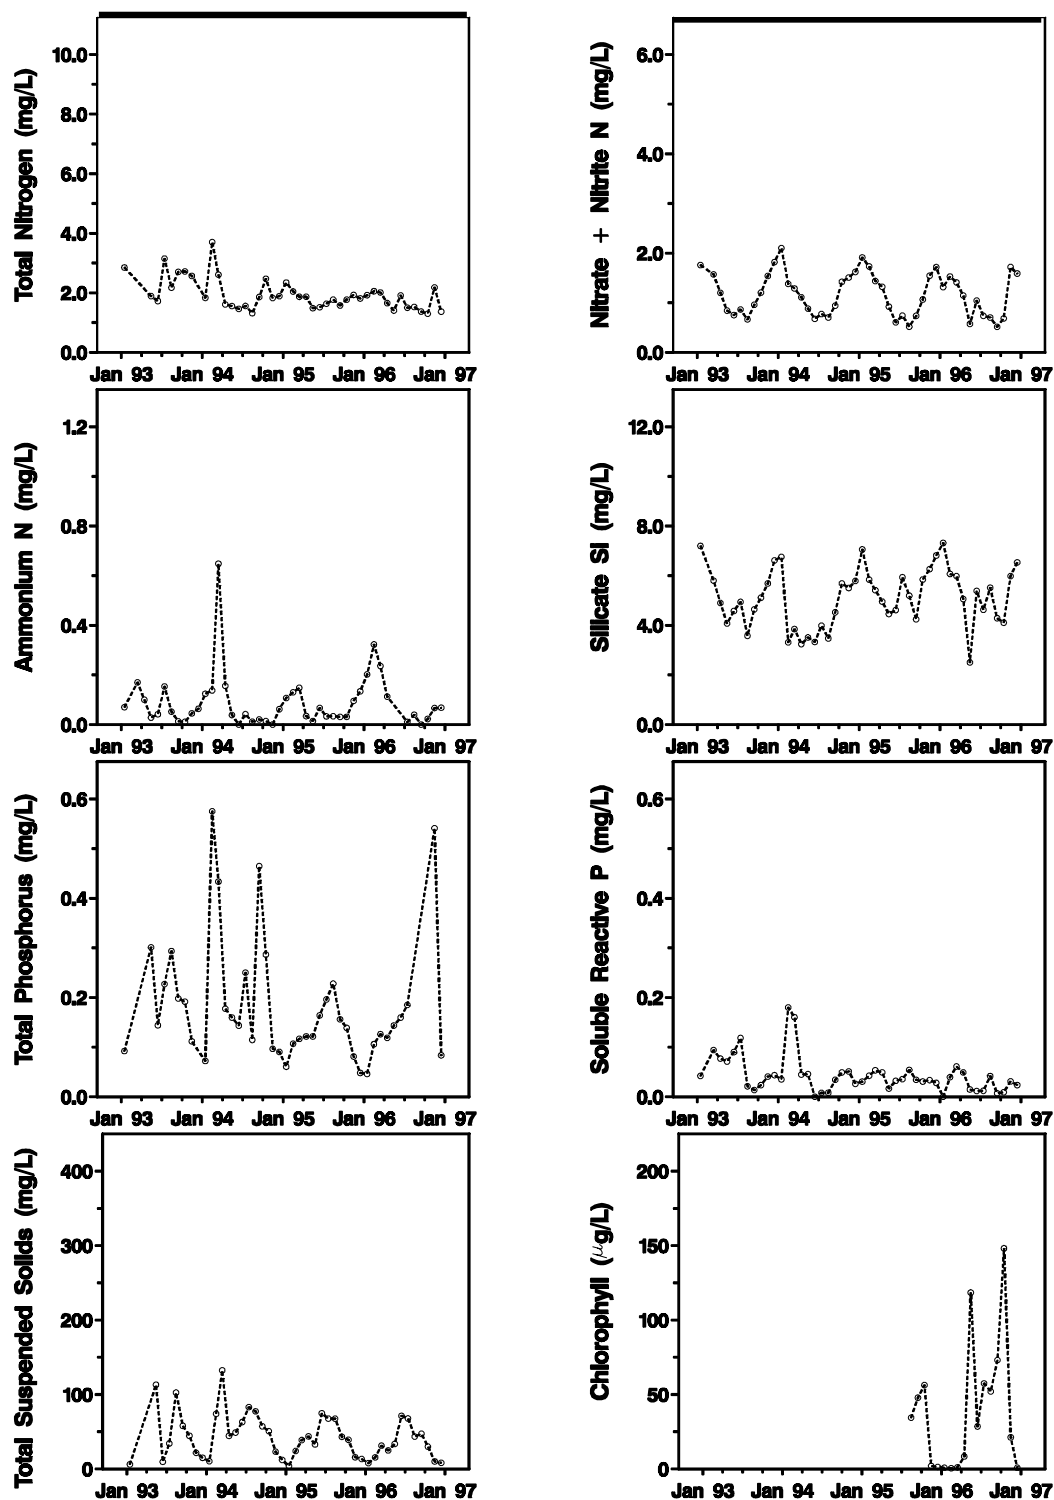 Total Nitrogen (mg/L)
10.0
8.0
6.0
4.0
2.0
0.0
Jan 93 Jan 94 Jan 95 Jan 96 Jan 97
Nitrate + Nitrite N (mg/L)
6.0
4.0
2.0
0.0
Jan 93 Jan 94 Jan 95 Jan 96 Jan 97
Ammonium N (mg/L)
1.2
0.8
0.4
0.0
Jan 93 Jan 94 Jan 95 Jan 96 Jan 97
Silicate Si (mg/L)
12.0
8.0
4.0
0.0
Jan 93 Jan 94 Jan 95 Jan 96 Jan 97
Total Phosphorus (mg/L)
0.6
0.4
0.2
0.0
Jan 93 Jan 94 Jan 95 Jan 96 Jan 97
Soluble Reactive P (mg/L)
0.6
0.4
0.2
0.0
Jan 93 Jan 94 Jan 95 Jan 96 Jan 97
Total Suspended Solids (mg/L)
400
300
200
100
0
Jan 93 Jan 94 Jan 95 Jan 96 Jan 97
Chlorophyll (μg/L)
200
150
100
50
0
Jan 93 Jan 94 Jan 95 Jan 96 Jan 97